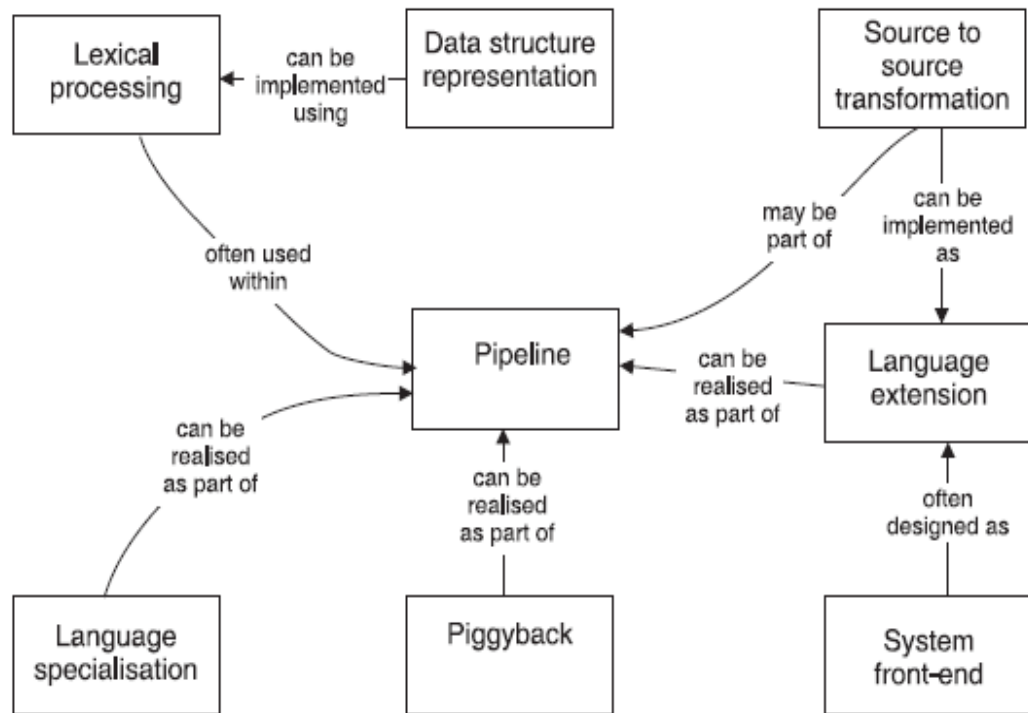 Lexical
processing
can be
implemented
using
Data structure
representation
Source to
source
transformation
often used
within
may be
part of
can be
implemented
as
Pipeline
can be
realised
as part of
Language
extension
can be
realised
as part of
can be
realised
as part of
often
designed as
Language
specialisation
Piggyback
System
front-end